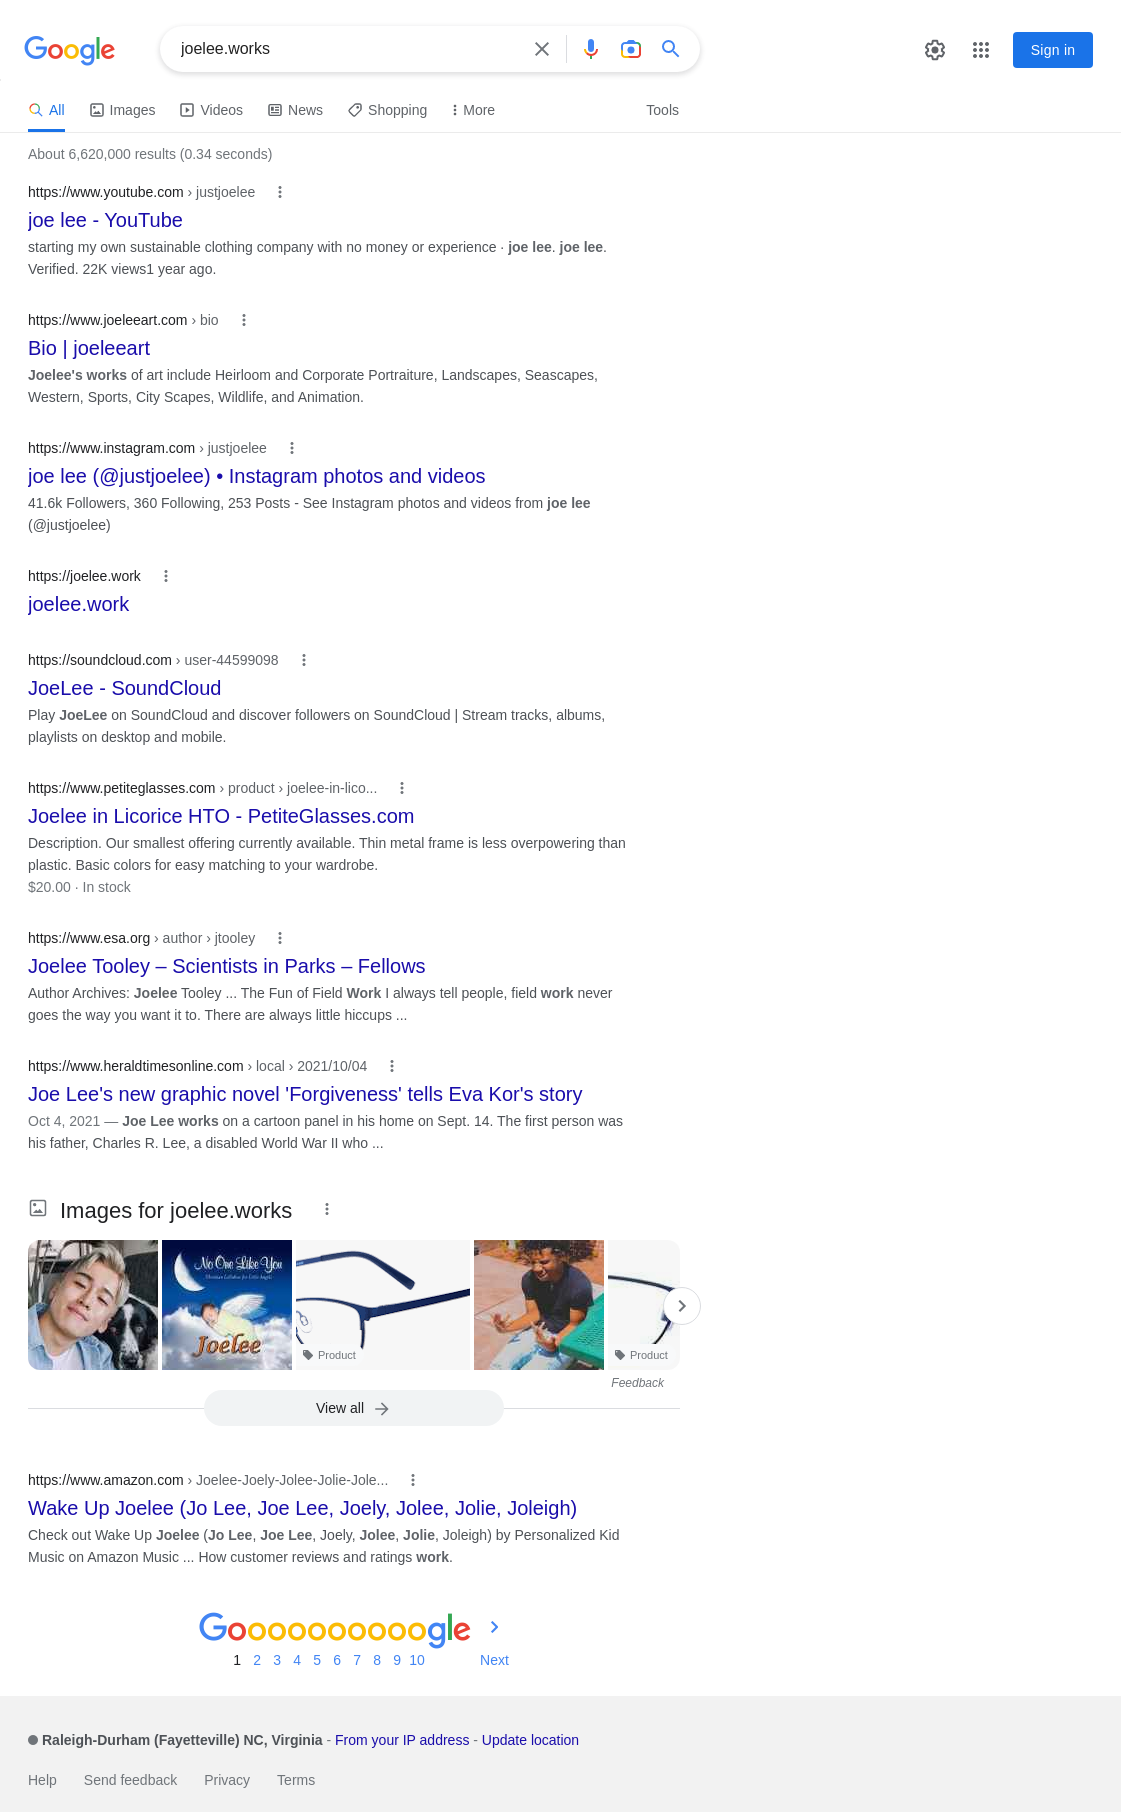 Google
joelee.works
Sign in
All Images Videos News Shopping More Tools
About 6,620,000 results (0.34 seconds)
https://www.youtube.com › justjoelee
joe lee - YouTube
starting my own sustainable clothing company with no money or experience · joe lee. joe lee.
Verified. 22K views1 year ago.
https://www.joeleeart.com › bio
Bio | joeleeart
Joelee's works of art include Heirloom and Corporate Portraiture, Landscapes, Seascapes,
Western, Sports, City Scapes, Wildlife, and Animation.
https://www.instagram.com › justjoelee
joe lee (@justjoelee) • Instagram photos and videos
41.6k Followers, 360 Following, 253 Posts - See Instagram photos and videos from joe lee
(@justjoelee)
https://joelee.work
joelee.work
https://soundcloud.com › user-44599098
JoeLee - SoundCloud
Play JoeLee on SoundCloud and discover followers on SoundCloud | Stream tracks, albums,
playlists on desktop and mobile.
https://www.petiteglasses.com › product › joelee-in-lico...
Joelee in Licorice HTO - PetiteGlasses.com
Description. Our smallest offering currently available. Thin metal frame is less overpowering than
plastic. Basic colors for easy matching to your wardrobe.
$20.00 · In stock
https://www.esa.org › author › jtooley
Joelee Tooley – Scientists in Parks – Fellows
Author Archives: Joelee Tooley ... The Fun of Field Work I always tell people, field work never
goes the way you want it to. There are always little hiccups ...
https://www.heraldtimesonline.com › local › 2021/10/04
Joe Lee's new graphic novel 'Forgiveness' tells Eva Kor's story
Oct 4, 2021 — Joe Lee works on a cartoon panel in his home on Sept. 14. The first person was
his father, Charles R. Lee, a disabled World War II who ...
Images for joelee.works
No One Like You
Joelee
Product
Product
Feedback
View all
https://www.amazon.com › Joelee-Joely-Jolee-Jolie-Jole...
Wake Up Joelee (Jo Lee, Joe Lee, Joely, Jolee, Jolie, Joleigh)
Check out Wake Up Joelee (Jo Lee, Joe Lee, Joely, Jolee, Jolie, Joleigh) by Personalized Kid
Music on Amazon Music ... How customer reviews and ratings work.
Goooooooooogle
1 2 3 4 5 6 7 8 9 10 Next
Raleigh-Durham (Fayetteville) NC, Virginia - From your IP address - Update location
Help Send feedback Privacy Terms